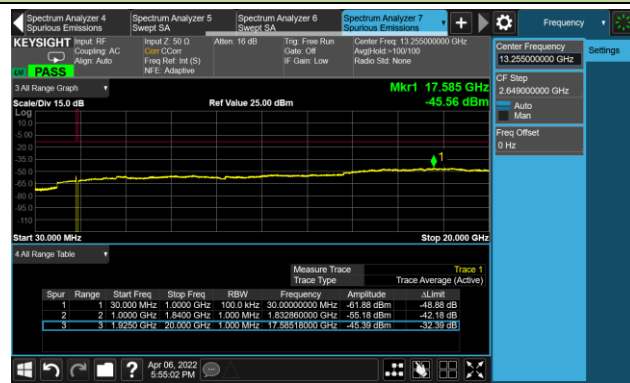 Spectrum Analyzer 4
Spurious Emissions
Spectrum Analyzer 5
Swept SA
Spectrum Analyzer 6
Swept SA
Spectrum Analyzer 7
Spurious Emissions
Frequency
KEYSIGHT
Input: RF
Coupling: AC
Align: Auto
Input Z: 50 Ω
Corr CCorr
Freq Ref: Int (S)
NFE: Adaptive
Atten: 16 dB
Trig: Free Run
Gate: Off
IF Gain: Low
Center Freq: 13.255000000 GHz
Avg|Hold:>100/100
Radio Std: None
PASS
Center Frequency
13.255000000 GHz
Settings
CF Step
2.649000000 GHz
Auto
Man
Freq Offset
0 Hz
3 All Range Graph
Mkr1 17.585 GHz
Scale/Div 15.0 dB
Ref Value 25.00 dBm
-45.56 dBm
Log
10.0
-5.00
-20.0
-35.0
-50.0
-65.0
-80.0
-95.0
-110
1
Start 30.000 MHz
Stop 20.000 GHz
4 All Range Table
Measure Trace Trace 1
Trace Type Trace Average (Active)
Spur Range Start Freq Stop Freq RBW Frequency Amplitude ΔLimit
1 1 30.000 MHz 1.0000 GHz 100.0 kHz 30.00000000 MHz -61.88 dBm -48.88 dB
2 2 1.0000 GHz 1.8400 GHz 1.000 MHz 1.832860000 GHz -55.18 dBm -42.18 dB
3 3 1.9250 GHz 20.000 GHz 1.000 MHz 17.58518000 GHz -45.39 dBm -32.39 dB
Apr 06, 2022
5:55:02 PM